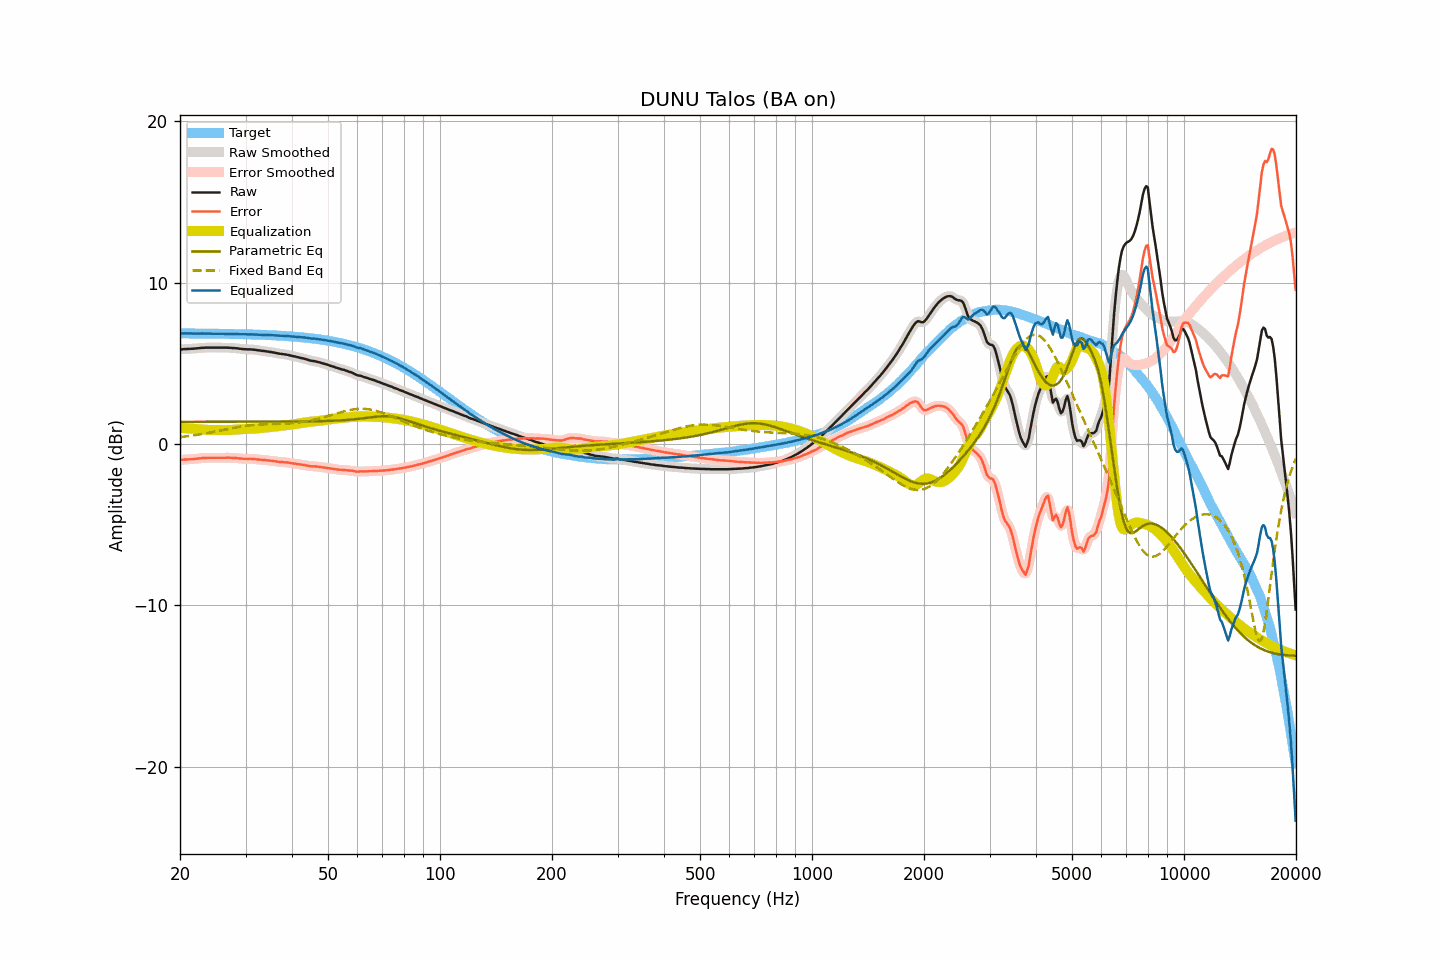 DUNU Talos (BA on)
20
10
0
−10
−20
Amplitude (dBr)
Target
Raw Smoothed
Error Smoothed
Raw
Error
Equalization
Parametric Eq
Fixed Band Eq
Equalized
20 50 100 200 500 1000 2000 5000 10000 20000
Frequency (Hz)